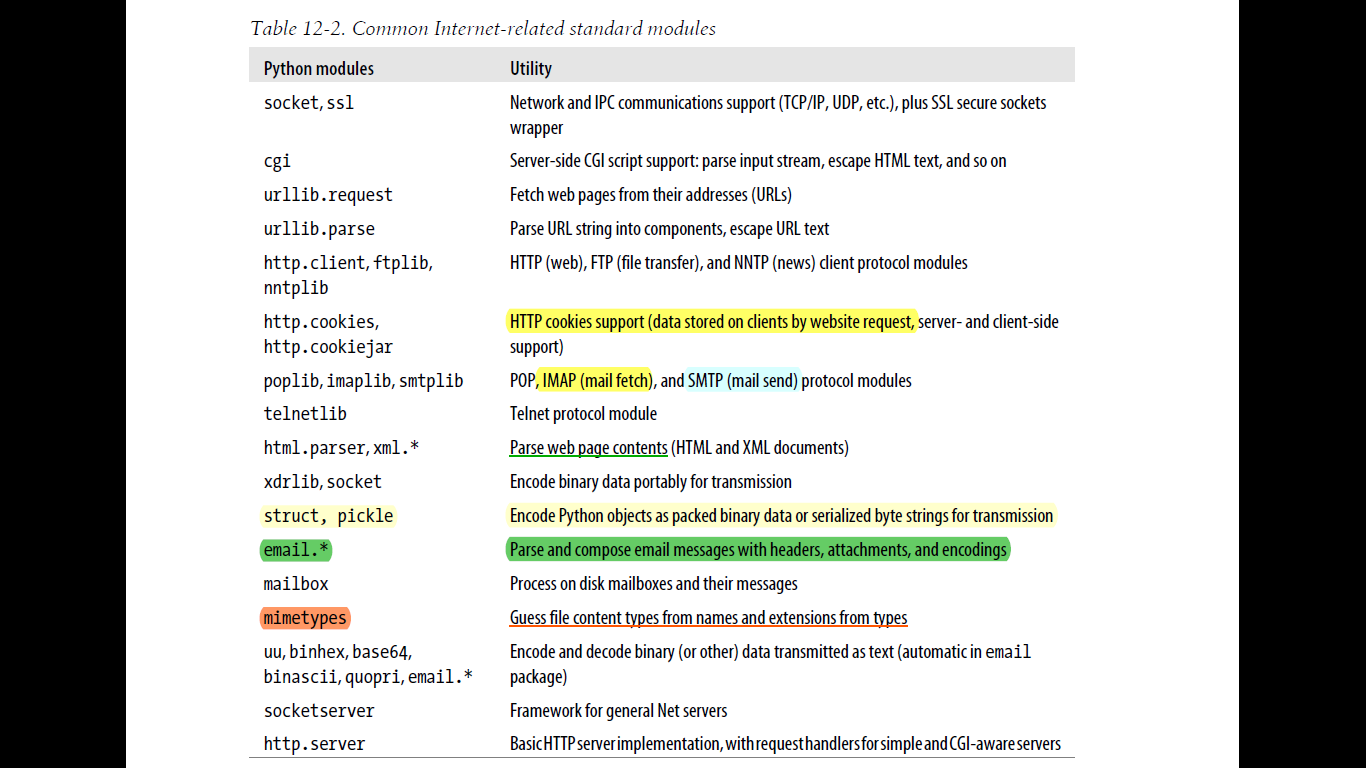 Table 12-2. Common Internet-related standard modules
Python modules Utility
socket, ssl Network and IPC communications support (TCP/IP, UDP, etc.), plus SSL secure sockets
wrapper
cgi Server-side CGI script support: parse input stream, escape HTML text, and so on
urllib.request Fetch web pages from their addresses (URLs)
urllib.parse Parse URL string into components, escape URL text
http.client, ftplib, HTTP (web), FTP (file transfer), and NNTP (news) client protocol modules
nntplib
http.cookies, HTTP cookies support (data stored on clients by website request, server- and client-side
http.cookiejar support)
poplib, imaplib, smtplib POP, IMAP (mail fetch), and SMTP (mail send) protocol modules
telnetlib Telnet protocol module
html.parser, xml.* Parse web page contents (HTML and XML documents)
xdrlib, socket Encode binary data portably for transmission
struct, pickle Encode Python objects as packed binary data or serialized byte strings for transmission
email.* Parse and compose email messages with headers, attachments, and encodings
mailbox Process on disk mailboxes and their messages
mimetypes Guess file content types from names and extensions from types
uu, binhex, base64, Encode and decode binary (or other) data transmitted as text (automatic in email
binascii, quopri, email.* package)
socketserver Framework for general Net servers
http.server Basic HTTP server implementation, with request handlers for simple and CGI-aware servers